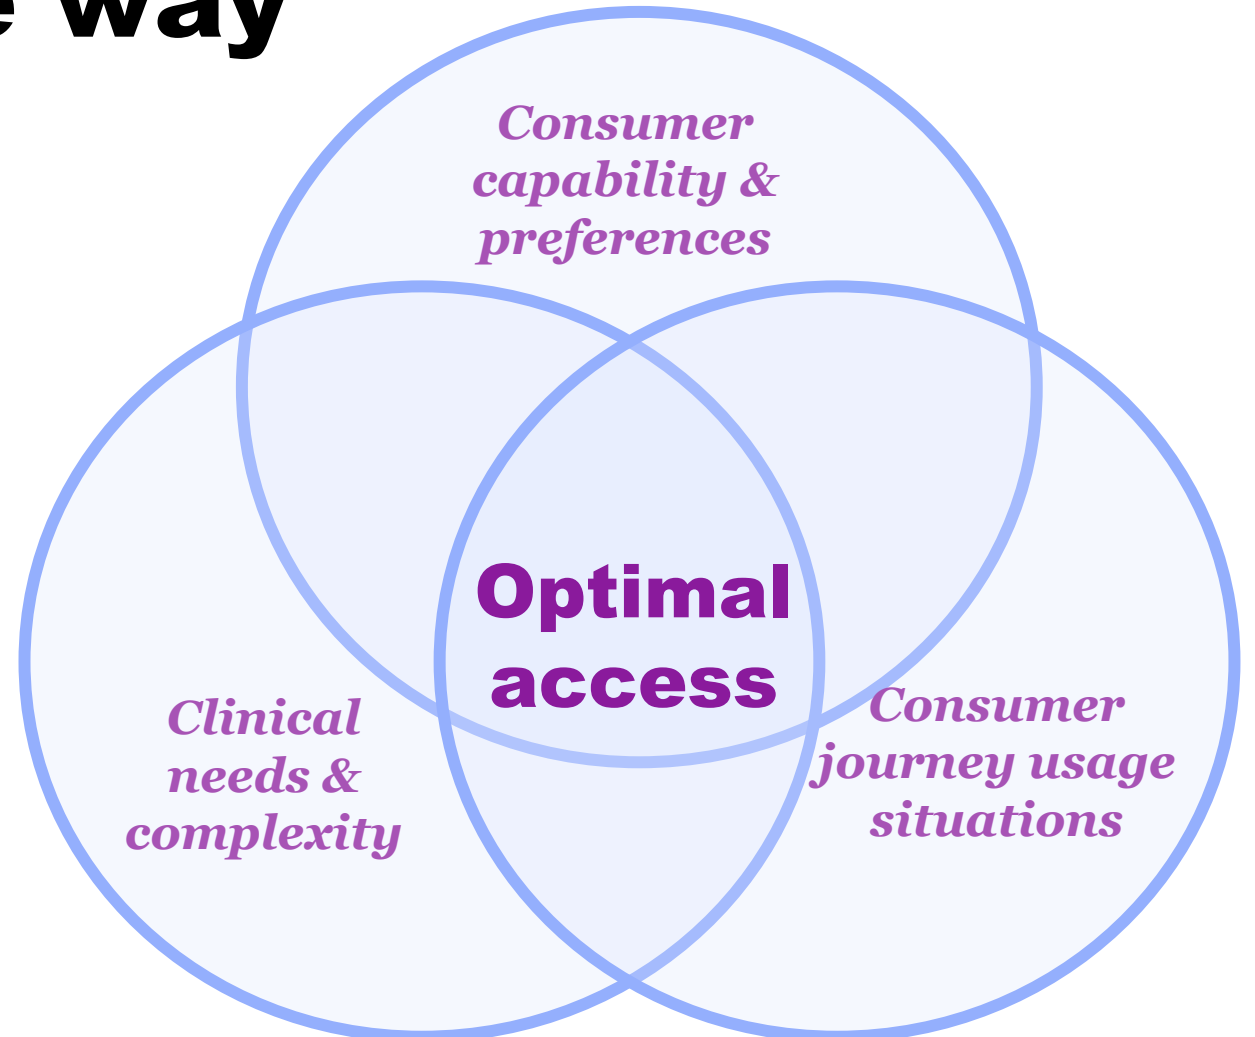 e way
Consumer
capability &
preferences
Optimal
access
Clinical
needs &
complexity
Consumer
journey usage
situations